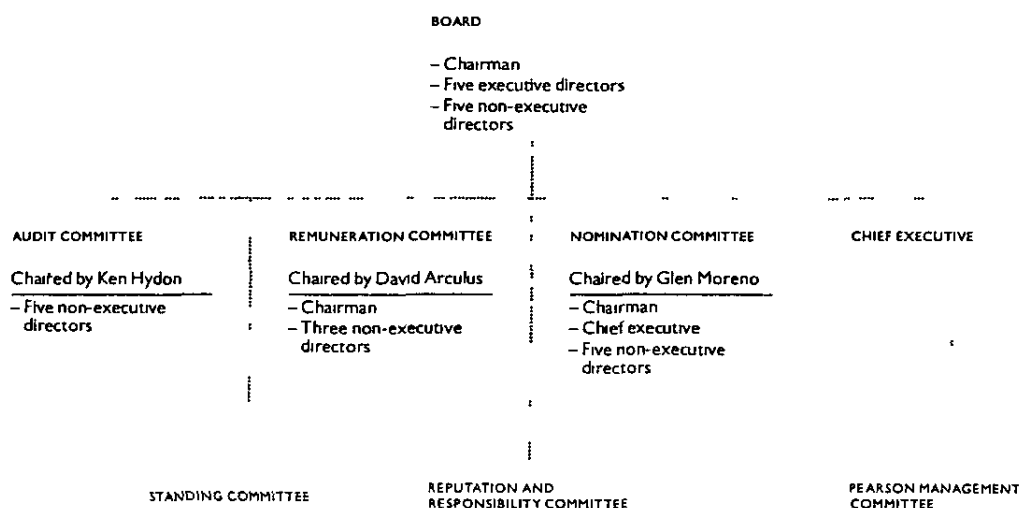 BOARD
– Chairman
– Five executive directors
– Five non-executive
directors
AUDIT COMMITTEE
Chaired by Ken Hydon
– Five non-executive
directors
REMUNERATION COMMITTEE
Chaired by David Arculus
– Chairman
– Three non-executive
directors
NOMINATION COMMITTEE
Chaired by Glen Moreno
– Chairman
– Chief executive
– Five non-executive
directors
CHIEF EXECUTIVE
STANDING COMMITTEE
REPUTATION AND
RESPONSIBILITY COMMITTEE
PEARSON MANAGEMENT
COMMITTEE